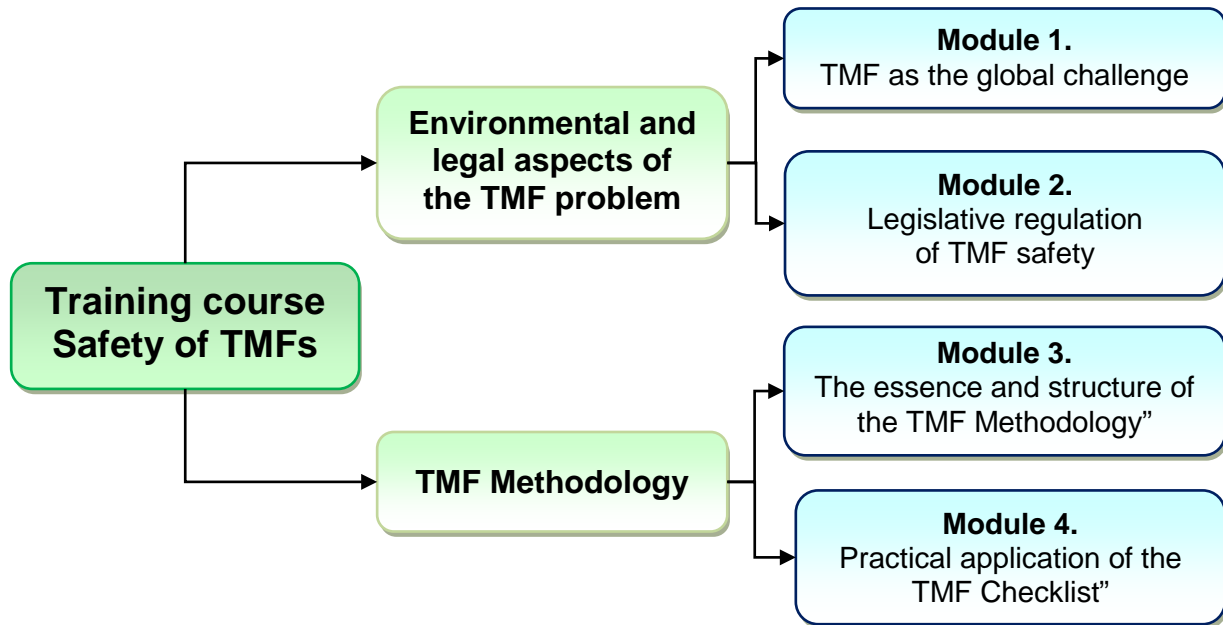 Training course
Safety of TMFs
Environmental and
legal aspects of
the TMF problem
Module 1.
TMF as the global challenge
Module 2.
Legislative regulation
of TMF safety
TMF Methodology
Module 3.
The essence and structure of
the TMF Methodology”
Module 4.
Practical application of the
TMF Checklist”